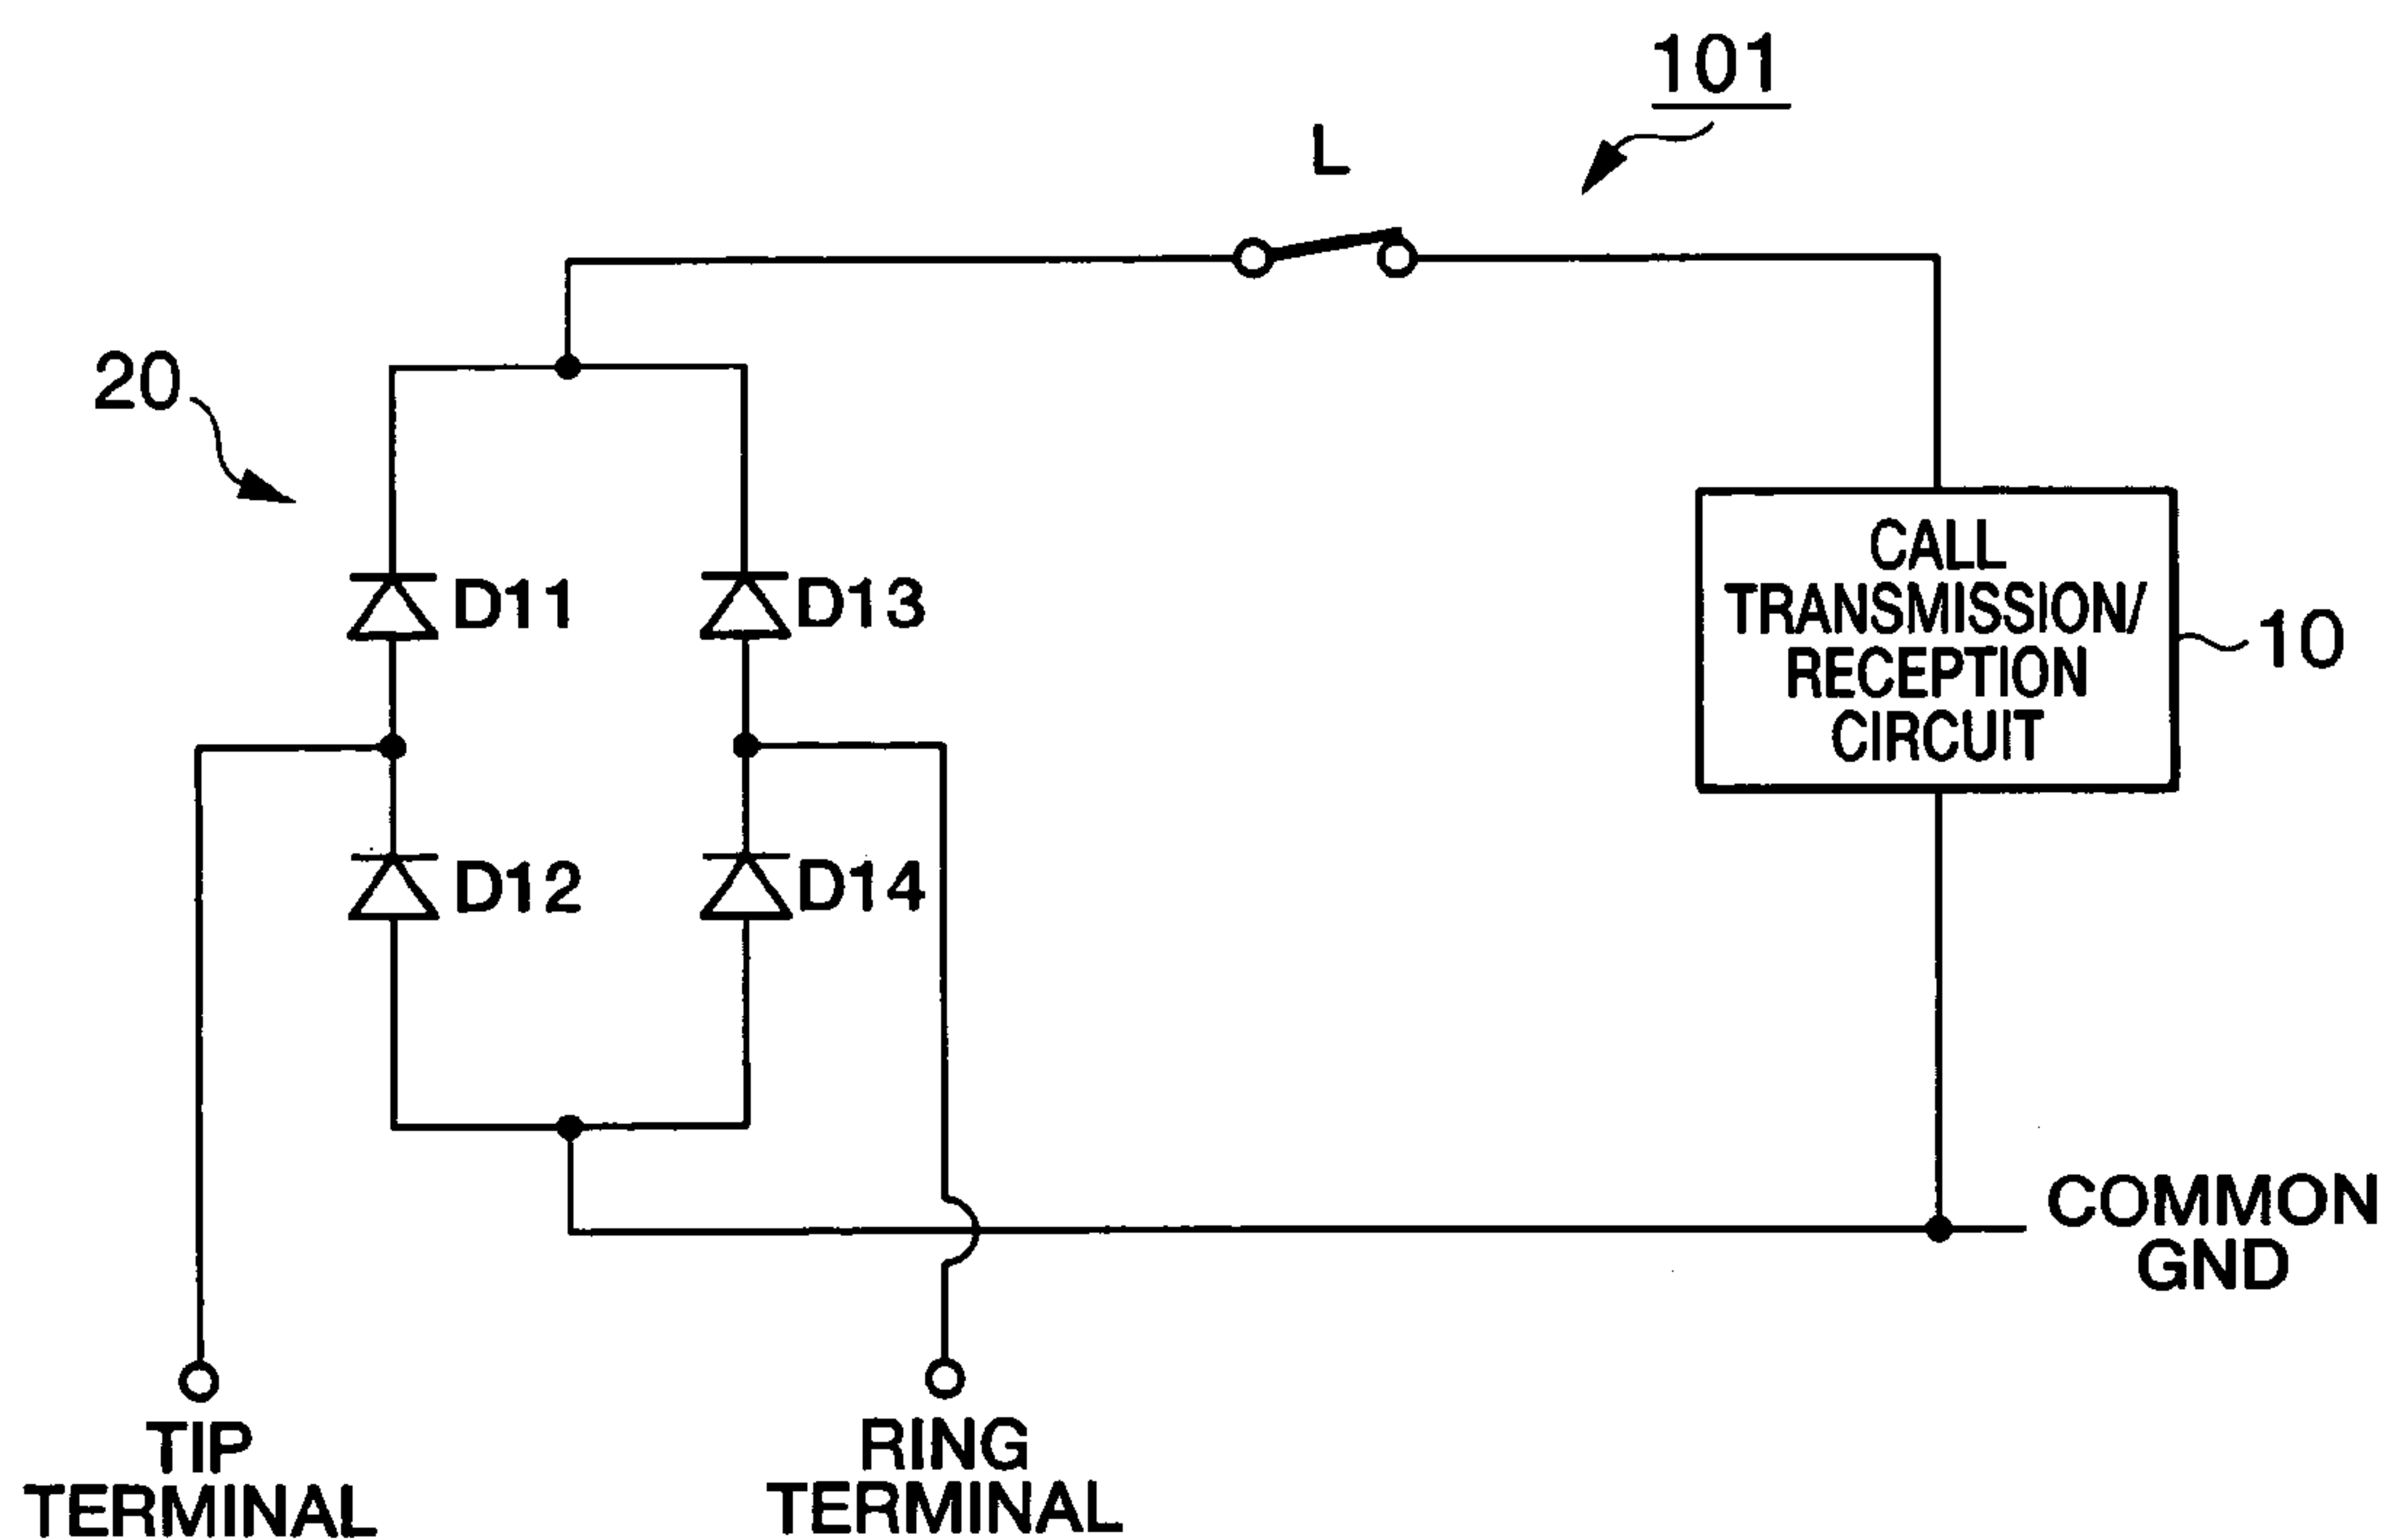 101
L
20
D11
D13
CALL
TRANSMISSION/
RECEPTION
CIRCUIT
10
D12
D14
COMMON
GND
TIP
TERMINAL
RING
TERMINAL